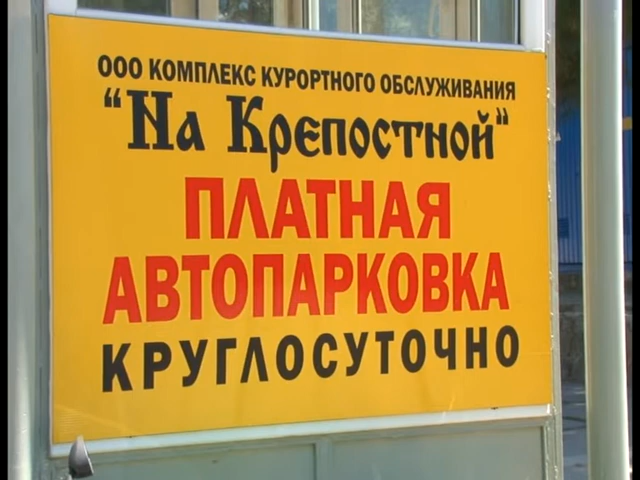 ООО КОМПЛЕКС КУРОРТНОГО ОБСЛУЖИВАНИЯ
"На Крепостной"
ПЛАТНАЯ
АВТОПАРКОВКА
КРУГЛОСУТОЧНО